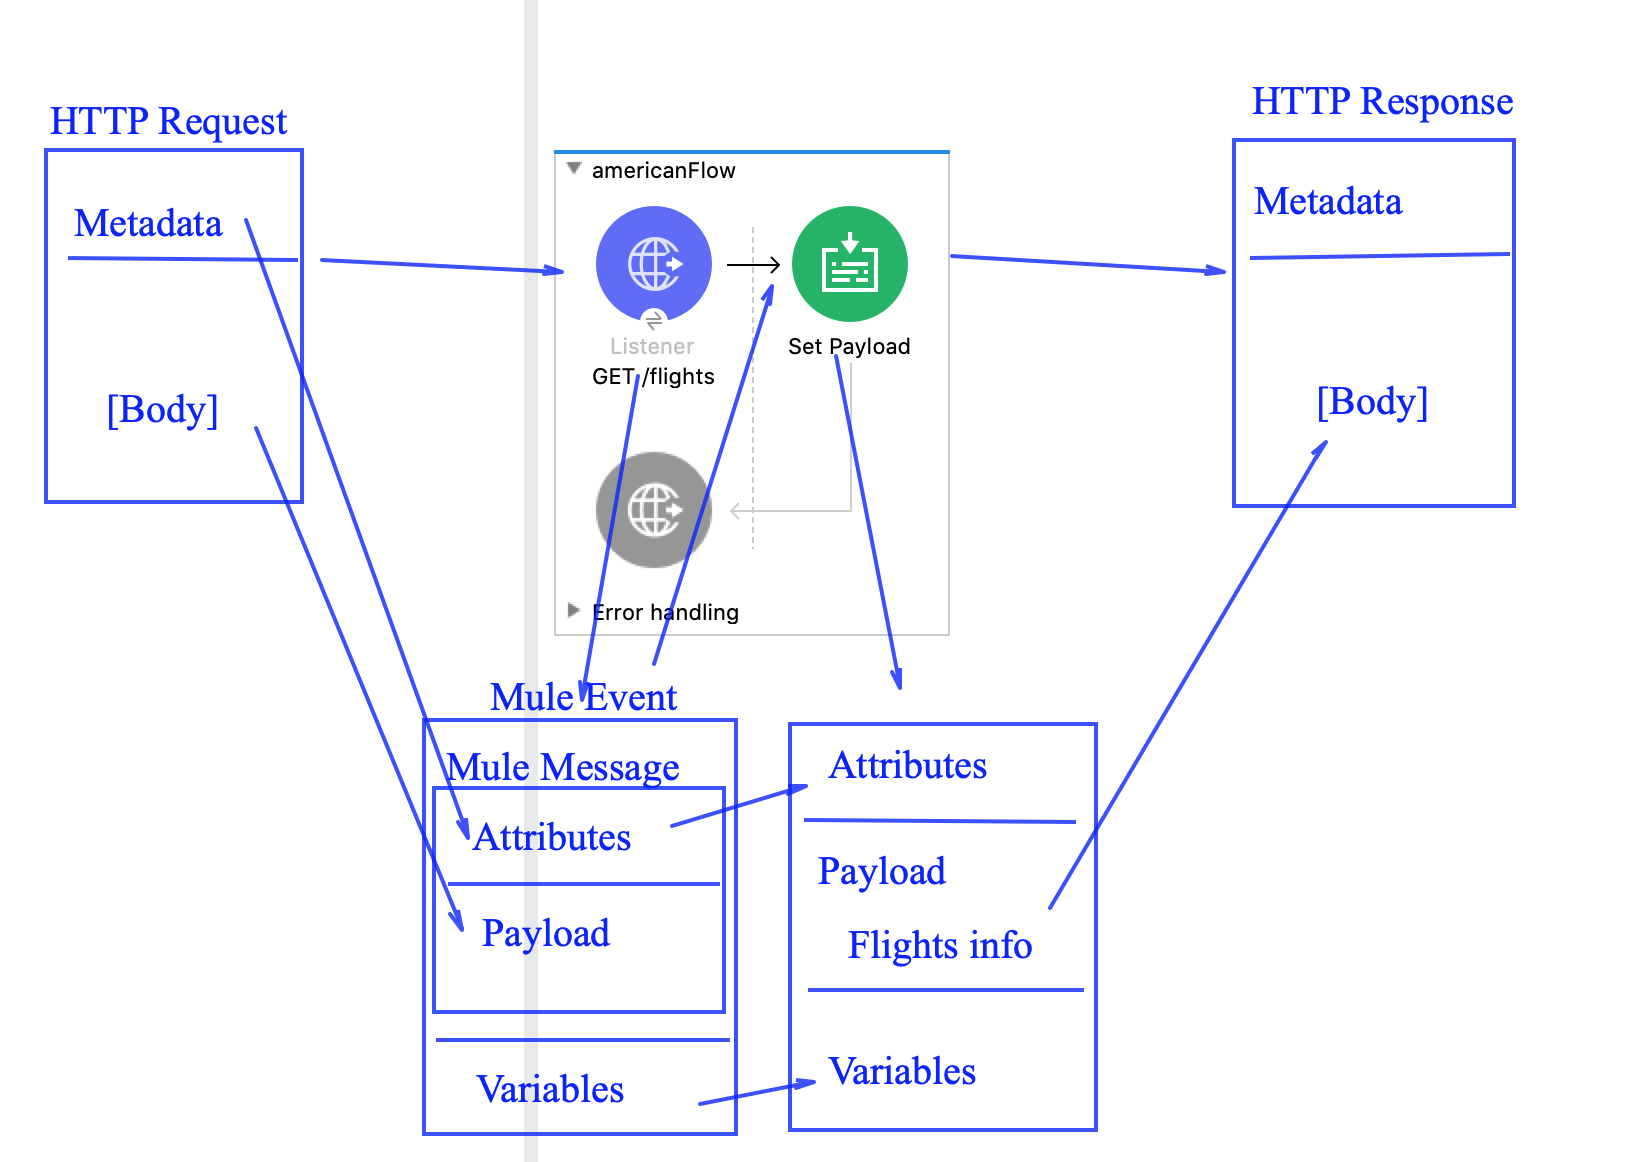 HTTP Request
Metadata
[Body]
americanFlow
Listener
GET /flights
Set Payload
Error handling
HTTP Response
Metadata
[Body]
Mule Event
Mule Message
Attributes
Payload
Variables
Attributes
Payload
Flights info
Variables